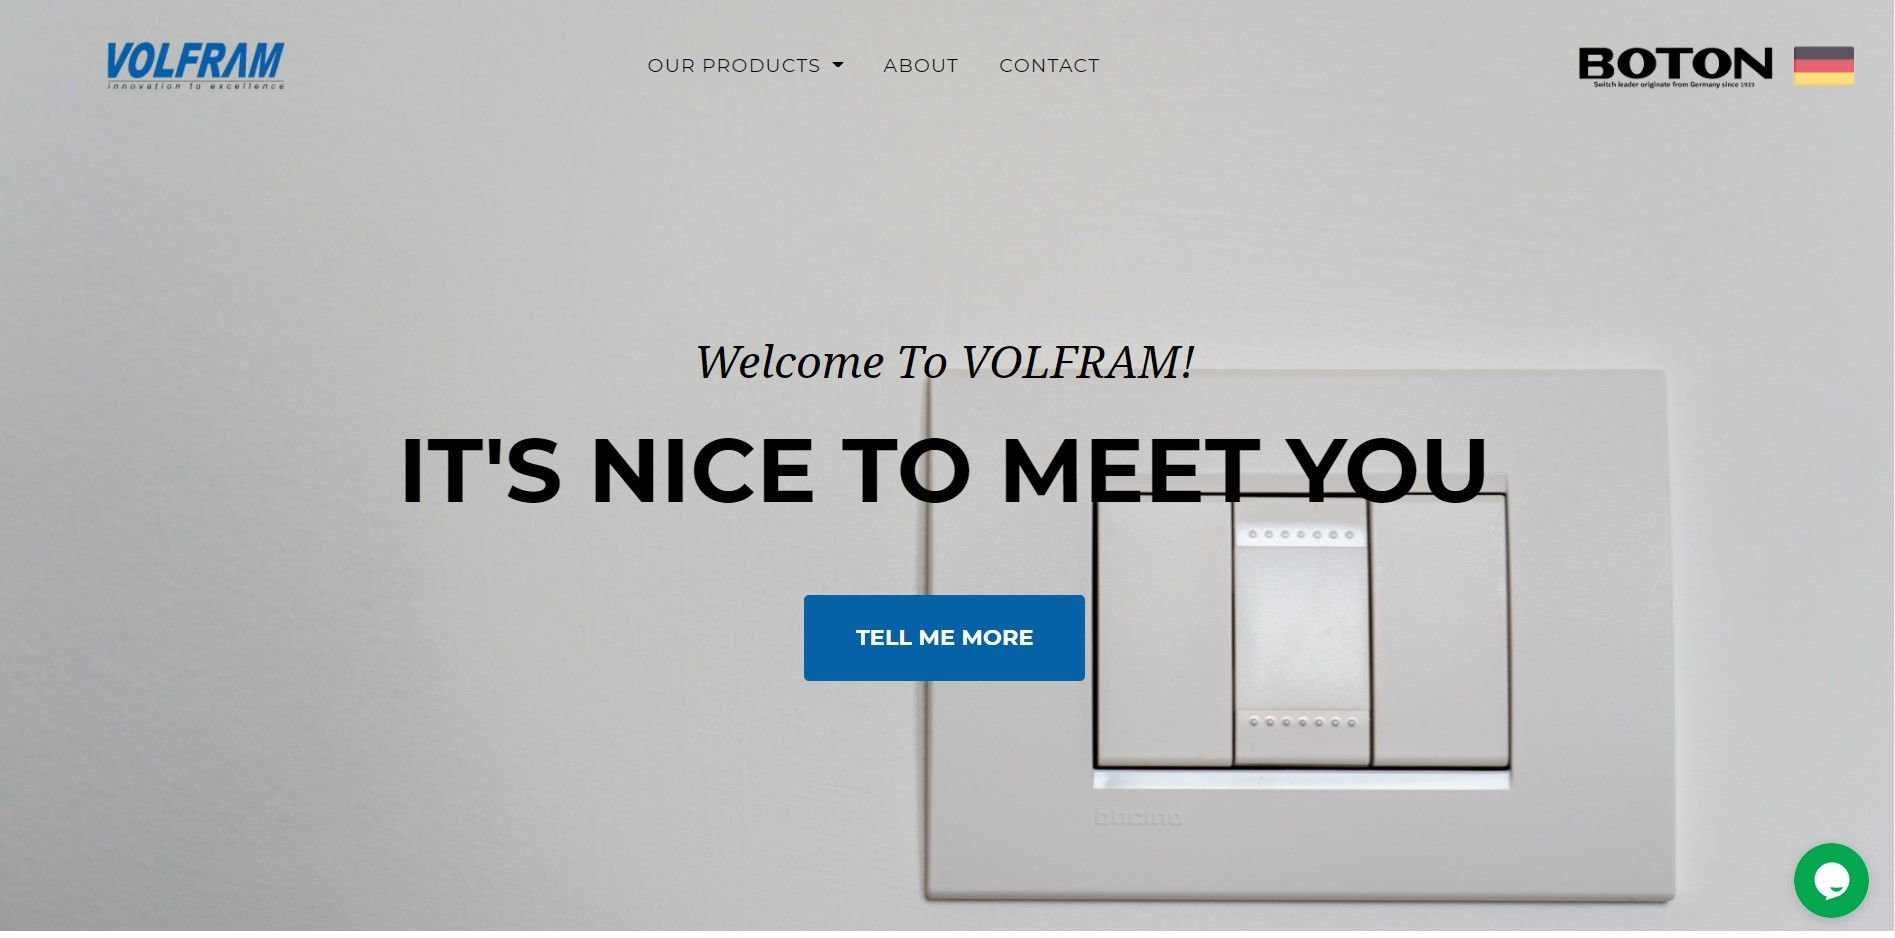 VOLFRAM
innovation to excellence
OUR PRODUCTS
ABOUT
CONTACT
BOTON
Switch leader originate from Germany since 1923
Welcome To VOLFRAM!
IT'S NICE TO MEET YOU
TELL ME MORE
bticino